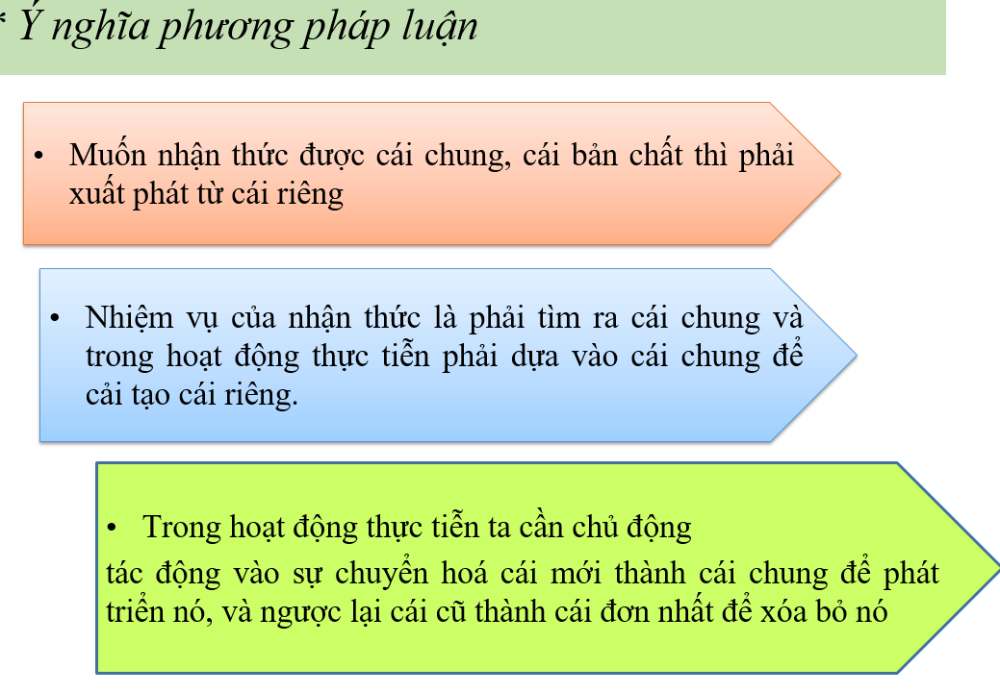 * Ý nghĩa phương pháp luận
• Muốn nhận thức được cái chung, cái bản chất thì phải
xuất phát từ cái riêng
• Nhiệm vụ của nhận thức là phải tìm ra cái chung và
trong hoạt động thực tiễn phải dựa vào cái chung để
cải tạo cái riêng.
• Trong hoạt động thực tiễn ta cần chủ động
tác động vào sự chuyển hoá cái mới thành cái chung để phát
triển nó, và ngược lại cái cũ thành cái đơn nhất để xóa bỏ nó